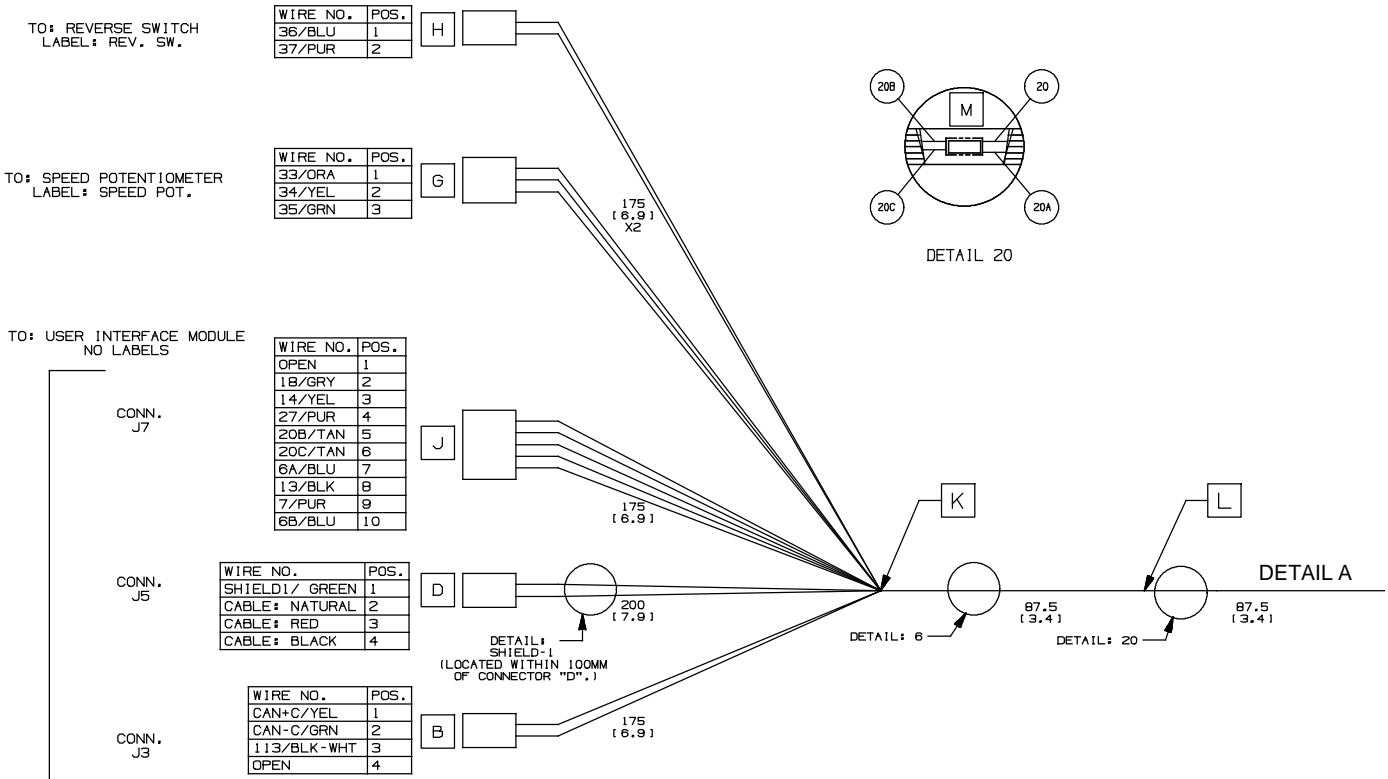 TO: REVERSE SWITCH
LABEL: REV. SW.
WIRE NO. POS.
36/BLU 1
37/PUR 2
H
TO: SPEED POTENTIOMETER
LABEL: SPEED POT.
WIRE NO. POS.
33/ORA 1
34/YEL 2
35/GRN 3
G
175
[6.9]
X2
20B
20
M
20C
20A
DETAIL 20
TO: USER INTERFACE MODULE
NO LABELS
CONN.
J7
WIRE NO. POS.
OPEN 1
18/GRY 2
14/YEL 3
27/PUR 4
20B/TAN 5
20C/TAN 6
6A/BLU 7
13/BLK 8
7/PUR 9
6B/BLU 10
J
175
[6.9]
K
L
CONN.
J5
WIRE NO. POS.
SHIELD1/ GREEN 1
CABLE: NATURAL 2
CABLE: RED 3
CABLE: BLACK 4
D
200
[7.9]
DETAIL:
SHIELD-1
(LOCATED WITHIN 100MM
OF CONNECTOR "D".)
DETAIL: 6
87.5
[3.4]
DETAIL: 20
DETAIL A
87.5
[3.4]
CONN.
J3
WIRE NO. POS.
CAN+C/YEL 1
CAN-C/GRN 2
113/BLK-WHT 3
OPEN 4
B
175
[6.9]